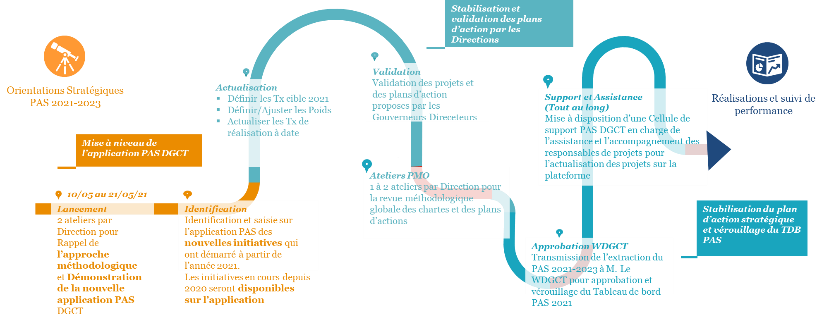 Orientations Stratégiques
PAS 2021-2023
Mise à niveau de
l'application PAS DGCT
10/05 au 21/05/21
Lancement
2 ateliers par
Direction pour
Rappel de
l'approche
méthodologique
et Démonstration
de la nouvelle
application PAS
DGCT
Identification
Identification et saisie sur
l'application PAS des
nouvelles initiatives qui
ont démarré à partir de
l'année 2021.
Les initiatives en cours depuis
2020 seront disponibles
sur l'application
Actualisation
▪ Définir les Tx cible 2021
▪ Définir/Ajuster les Poids
▪ Actualiser les Tx de
réalisation à date
Stabilisation et
validation des plans
d'action par les
Directions
Validation
Validation des projets et
des plans d'action
proposes par les
Gouverneurs Direceteurs
Ateliers PMO
1 à 2 ateliers par Direction pour
la revue méthodologique
globale des chartes et des plans
d'actions
Support et Assistance
(Tout au long)
Mise à disposition d'une Cellule de
support PAS DGCT en charge de
l'assistance et l'accompagnement des
responsables de projets pour
l'actualisation des projets sur la
plateforme
Approbation WDGCT
Transmission de l'extraction du
PAS 2021-2023 à M. Le
WDGCT pour approbation et
vérouillage du Tableau de bord
PAS 2021
Réalisations et suivi de
performance
Stabilisation du plan
d'action stratégique
et vérouillage du TDB
PAS